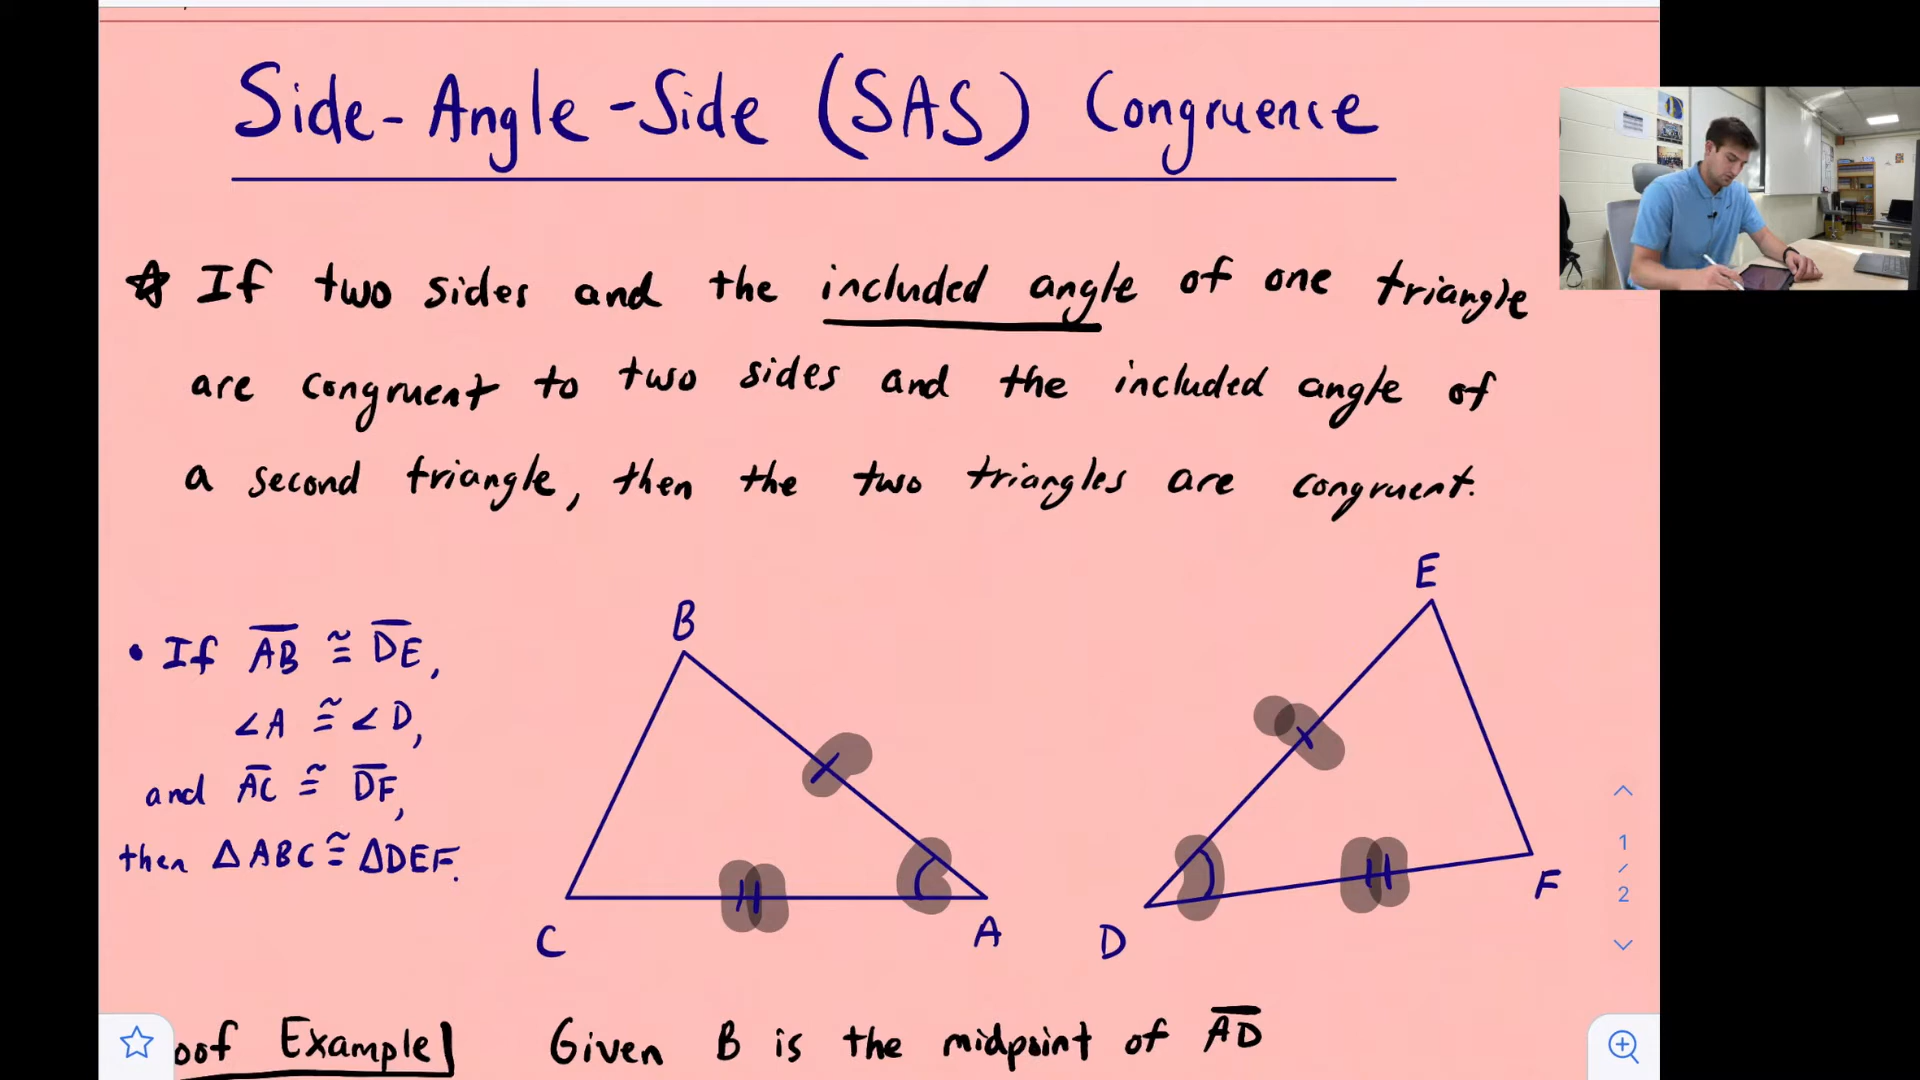 Side-Angle-Side (SAS) Congruence
☆ If two sides and the included angle of one triangle
are congruent to two sides and the included angle of
a second triangle, then the two triangles are congruent.
• If AB ≅ DE,
∠A ≅ ∠D,
and AC ≅ DF,
then △ABC ≅ △DEF.
B
C
A
E
D
F
1
/
2
oof Example
Given B is the midpoint of AD